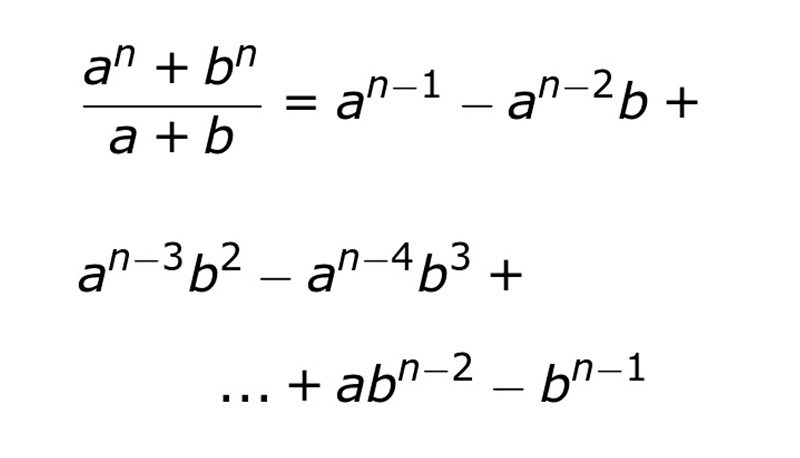 (aⁿ + bⁿ)/(a + b) = aⁿ⁻¹ – aⁿ⁻²b +
aⁿ⁻³b² – aⁿ⁻⁴b³ +
... + abⁿ⁻² – bⁿ⁻¹